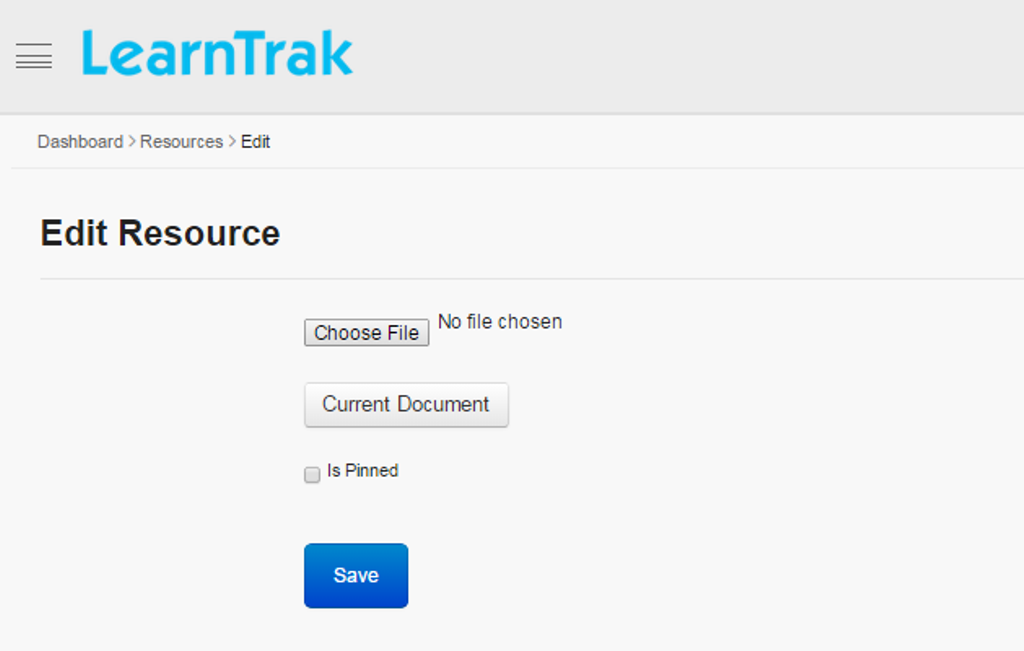 LearnTrak
Dashboard > Resources > Edit
Edit Resource
Choose File No file chosen
Current Document
Is Pinned
Save